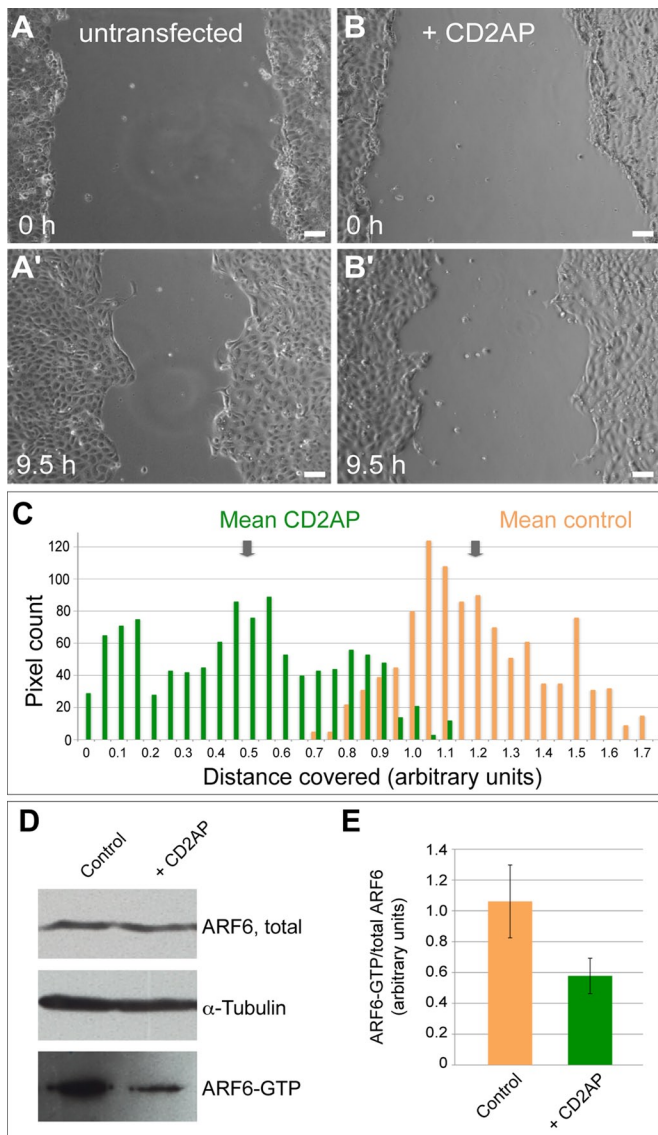 A
untransfected
0 h
B
+ CD2AP
0 h
A'
9.5 h
B'
9.5 h
C
Mean CD2AP
Mean control
Pixel count
120
100
80
60
40
20
0
0 0.1 0.2 0.3 0.4 0.5 0.6 0.7 0.8 0.9 1.0 1.1 1.2 1.3 1.4 1.5 1.6 1.7
Distance covered (arbitrary units)
D
Control
+ CD2AP
ARF6, total
α-Tubulin
ARF6-GTP
E
ARF6-GTP/total ARF6
(arbitrary units)
1.4
1.2
1.0
0.8
0.6
0.4
0.2
0
Control
+ CD2AP